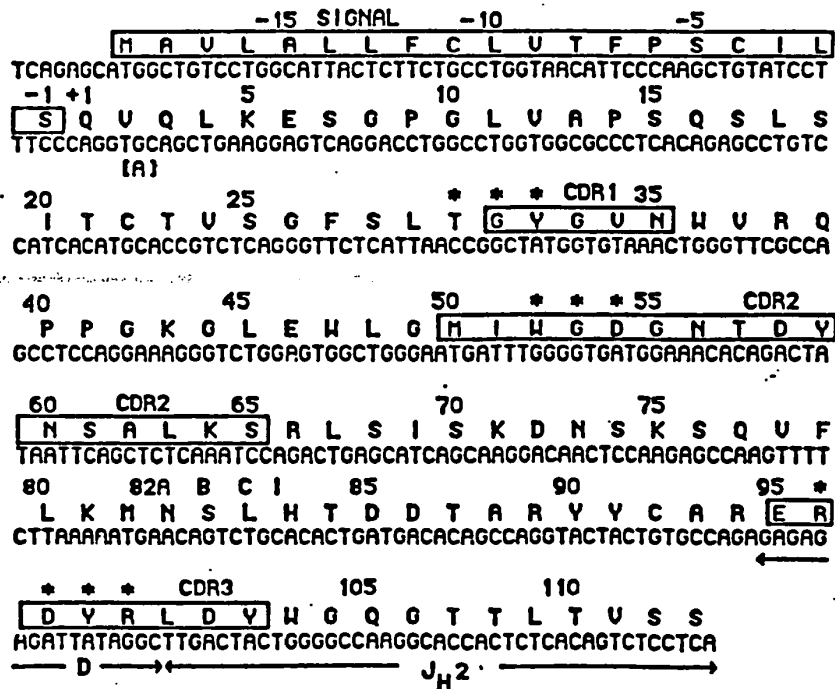 -15 SIGNAL -10 -5
M A V L A L L F C L V T F P S C I L
TCAGAGCATGGCTGTCCTGGCATTACTCTTCTGCCTGGTAACATTCCCAAGCTGTATCCT
-1 +1 5 10 15
S Q V Q L K E S G P G L V A P S Q S L S
TTCCCAGGTGCAGCTGAAGGAGTCAGGACCTGGCCTGGTGGCGCCCTCACAGAGCCTGTC
[A]
20 25 * * * CDR1 35
I T C T V S G F S L T G Y G V N W V R Q
CATCACATGCACCGTCTCAGGGTTCTCATTAACCGGCTATGGTGTAAACTGGGTTCGCCA
40 45 50 * * * 55 CDR2
P P G K G L E W L G M I W G D G N T D Y
GCCTCCAGGAAAGGGTCTGGAGTGGCTGGGAATGATTTGGGGTGATGGAAACACAGACTA
60 CDR2 65 70 75
N S A L K S R L S I S K D N S K S Q V F
TAATTCAGCTCTCAAATCCAGACTGAGCATCAGCAAGGACAACTCCAAGAGCCAAGTTTT
80 82A B C I 85 90 95 *
L K M N S L H T D D T A R Y Y C A R E R
CTTAAAAATGAACAGTCTGCACACTGATGACACAGCCAGGTACTACTGTGCCAGAGAGAG
* * * CDR3 105 110
D Y R L D Y W G Q G T T L T V S S
AGATTATAGGCTTGACTACTGGGGCCAAGGCACCACTCTCACAGTCTCCTCA
D JH2